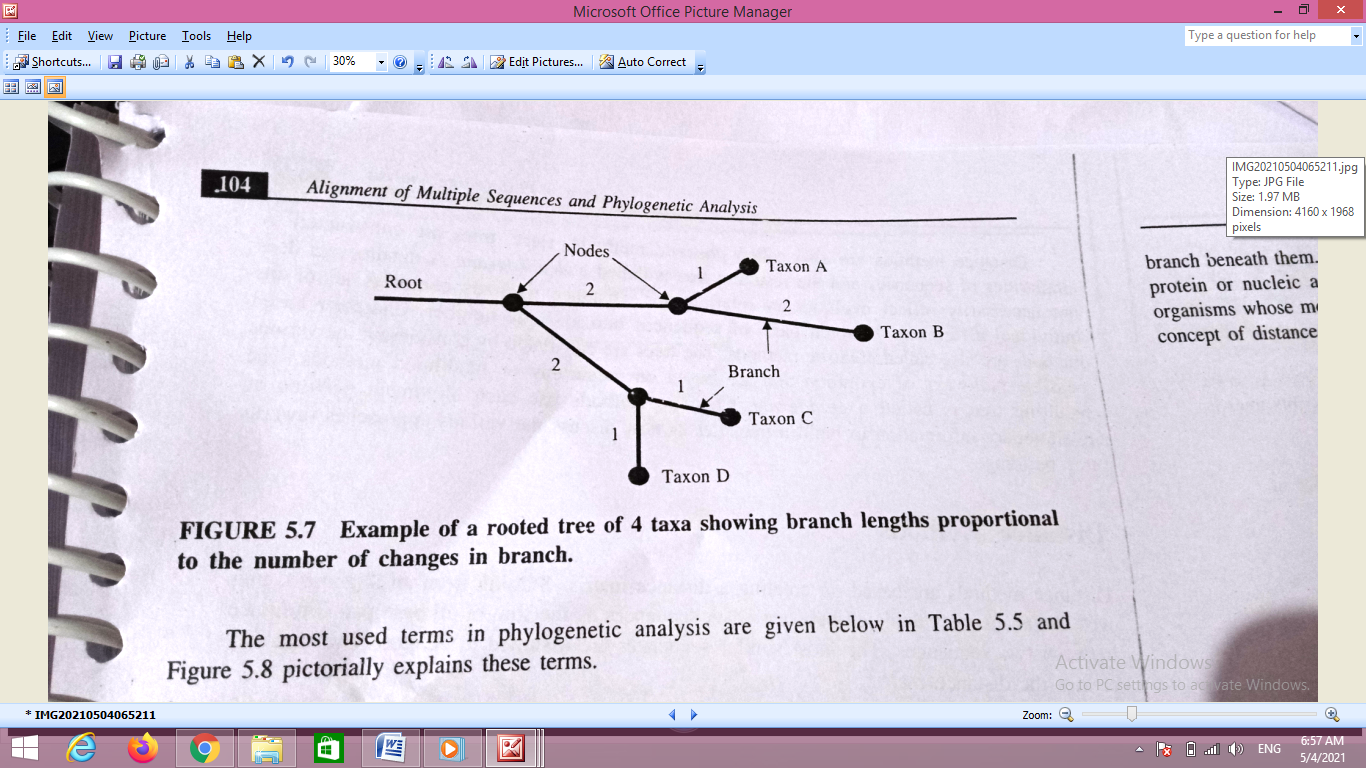 Microsoft Office Picture Manager
File Edit View Picture Tools Help
Type a question for help
Shortcuts... 30% Edit Pictures... Auto Correct
IMG20210504065211.jpg
Type: JPG File
Size: 1.97 MB
Dimension: 4160 x 1968
pixels
104 Alignment of Multiple Sequences and Phylogenetic Analysis
Nodes
Root
2
1
Taxon A
2
Taxon B
2
Branch
1
Taxon C
1
Taxon D
FIGURE 5.7 Example of a rooted tree of 4 taxa showing branch lengths proportional
to the number of changes in branch.
The most used terms in phylogenetic analysis are given below in Table 5.5 and
Figure 5.8 pictorially explains these terms.
branch beneath them.
protein or nucleic a
organisms whose m
concept of distance
Activate Windows
Go to PC settings to activate Windows.
* IMG20210504065211
Zoom:
ENG
6:57 AM
5/4/2021